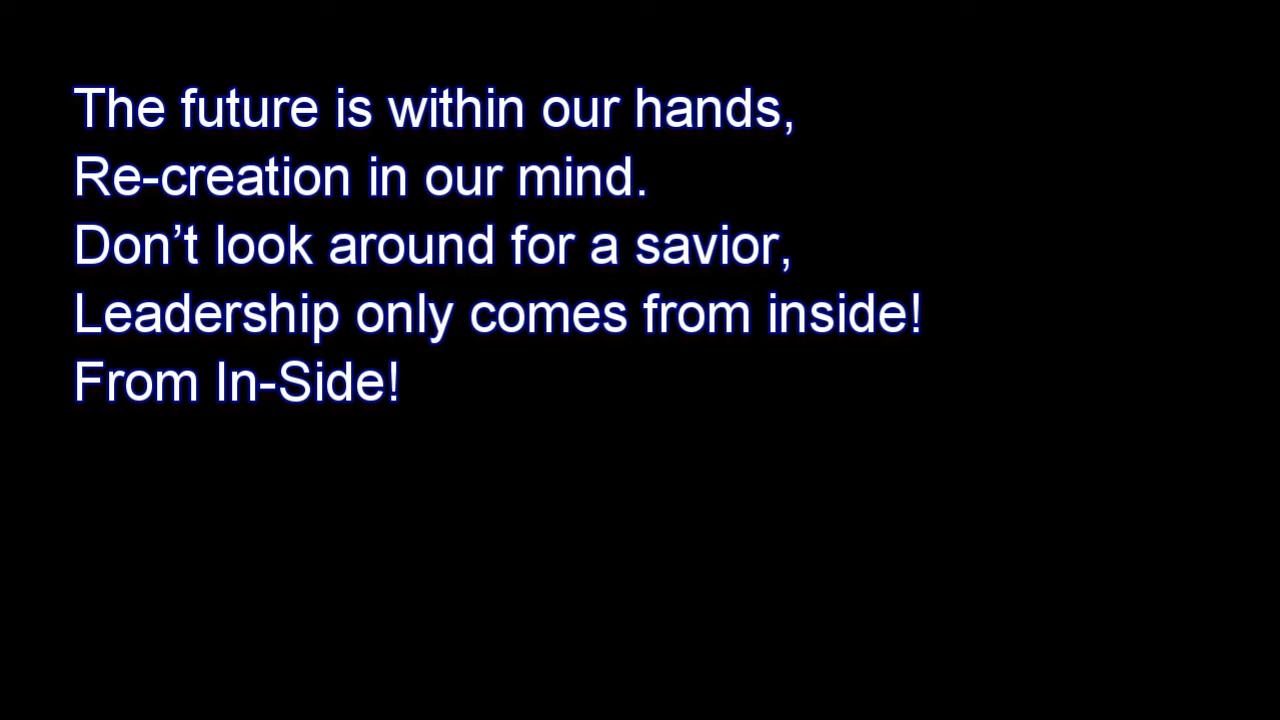 The future is within our hands,
Re-creation in our mind.
Don’t look around for a savior,
Leadership only comes from inside!
From In-Side!